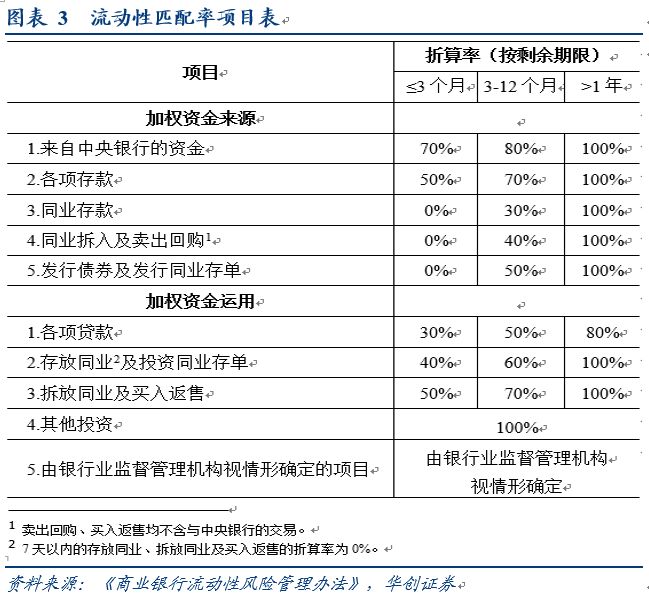 图表 3 流动性匹配率项目表
项目
折算率（按剩余期限）
≤3 个月 3-12 个月 >1 年
加权资金来源
1.来自中央银行的资金 70% 80% 100%
2.各项存款 50% 70% 100%
3.同业存款 0% 30% 100%
4.同业拆入及卖出回购1 0% 40% 100%
5.发行债券及发行同业存单 0% 50% 100%
加权资金运用
1.各项贷款 30% 50% 80%
2.存放同业2及投资同业存单 40% 60% 100%
3.拆放同业及买入返售 50% 70% 100%
4.其他投资 100%
5.由银行业监督管理机构视情形确定的项目
由银行业监督管理机构
视情形确定
1 卖出回购、买入返售均不含与中央银行的交易。
2 7 天以内的存放同业、拆放同业及买入返售的折算率为 0%。
资料来源：《商业银行流动性风险管理办法》，华创证券